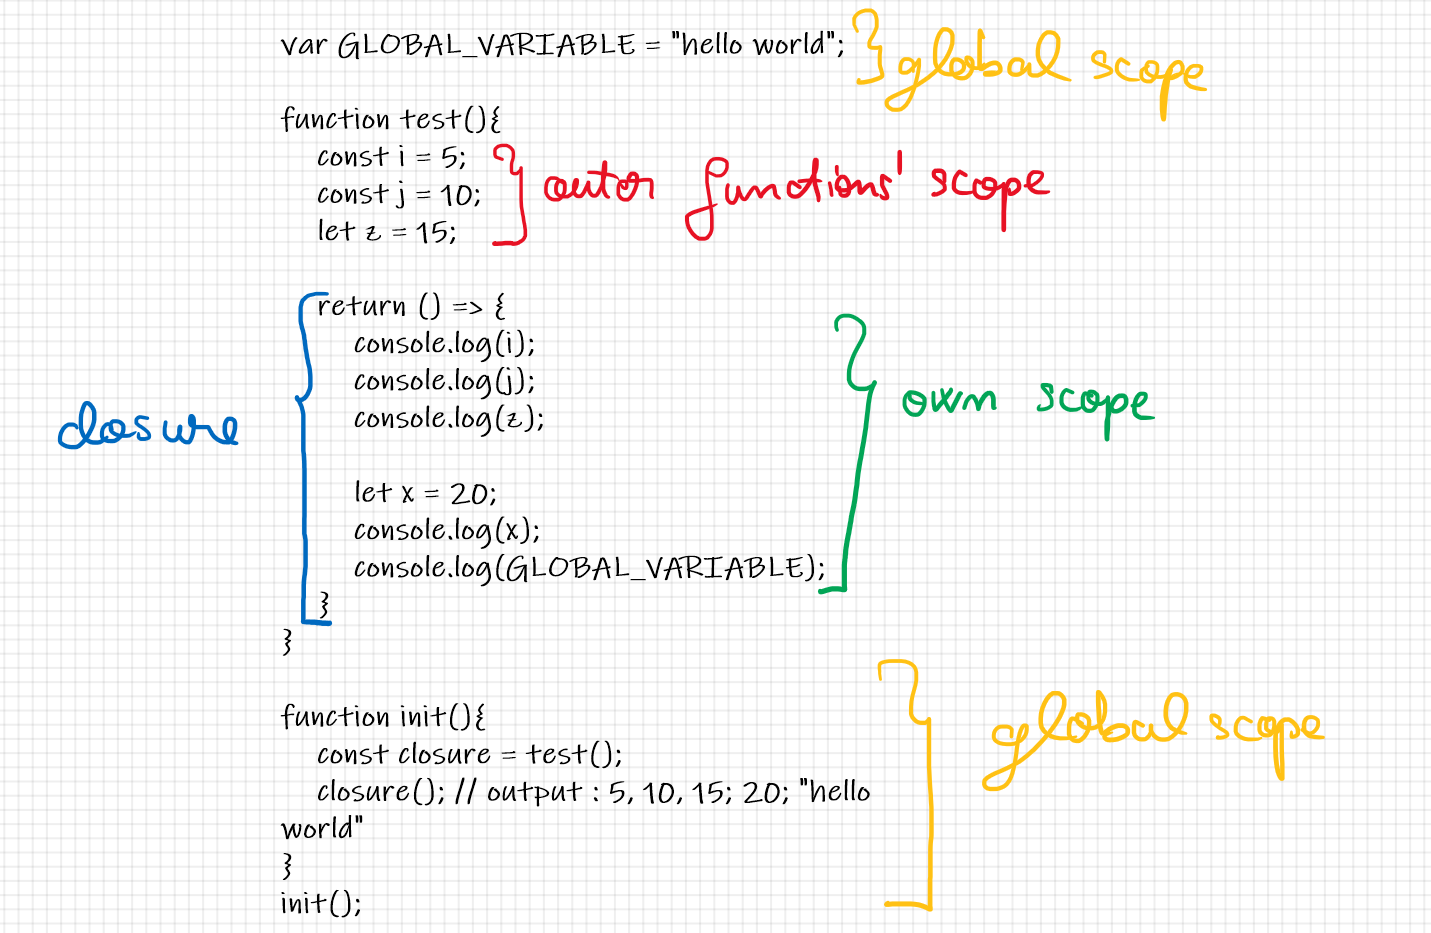 var GLOBAL_VARIABLE = "hello world"; global scope
function test(){
const i = 5;
const j = 10; outor functions' scope
let z = 15;
return () => {
console.log(i);
console.log(j); own scope
closure console.log(z);
let x = 20;
console.log(x);
console.log(GLOBAL_VARIABLE);
}
}
function init(){ global scope
const closure = test();
closure(); // output : 5, 10, 15; 20; "hello
world"
}
init();